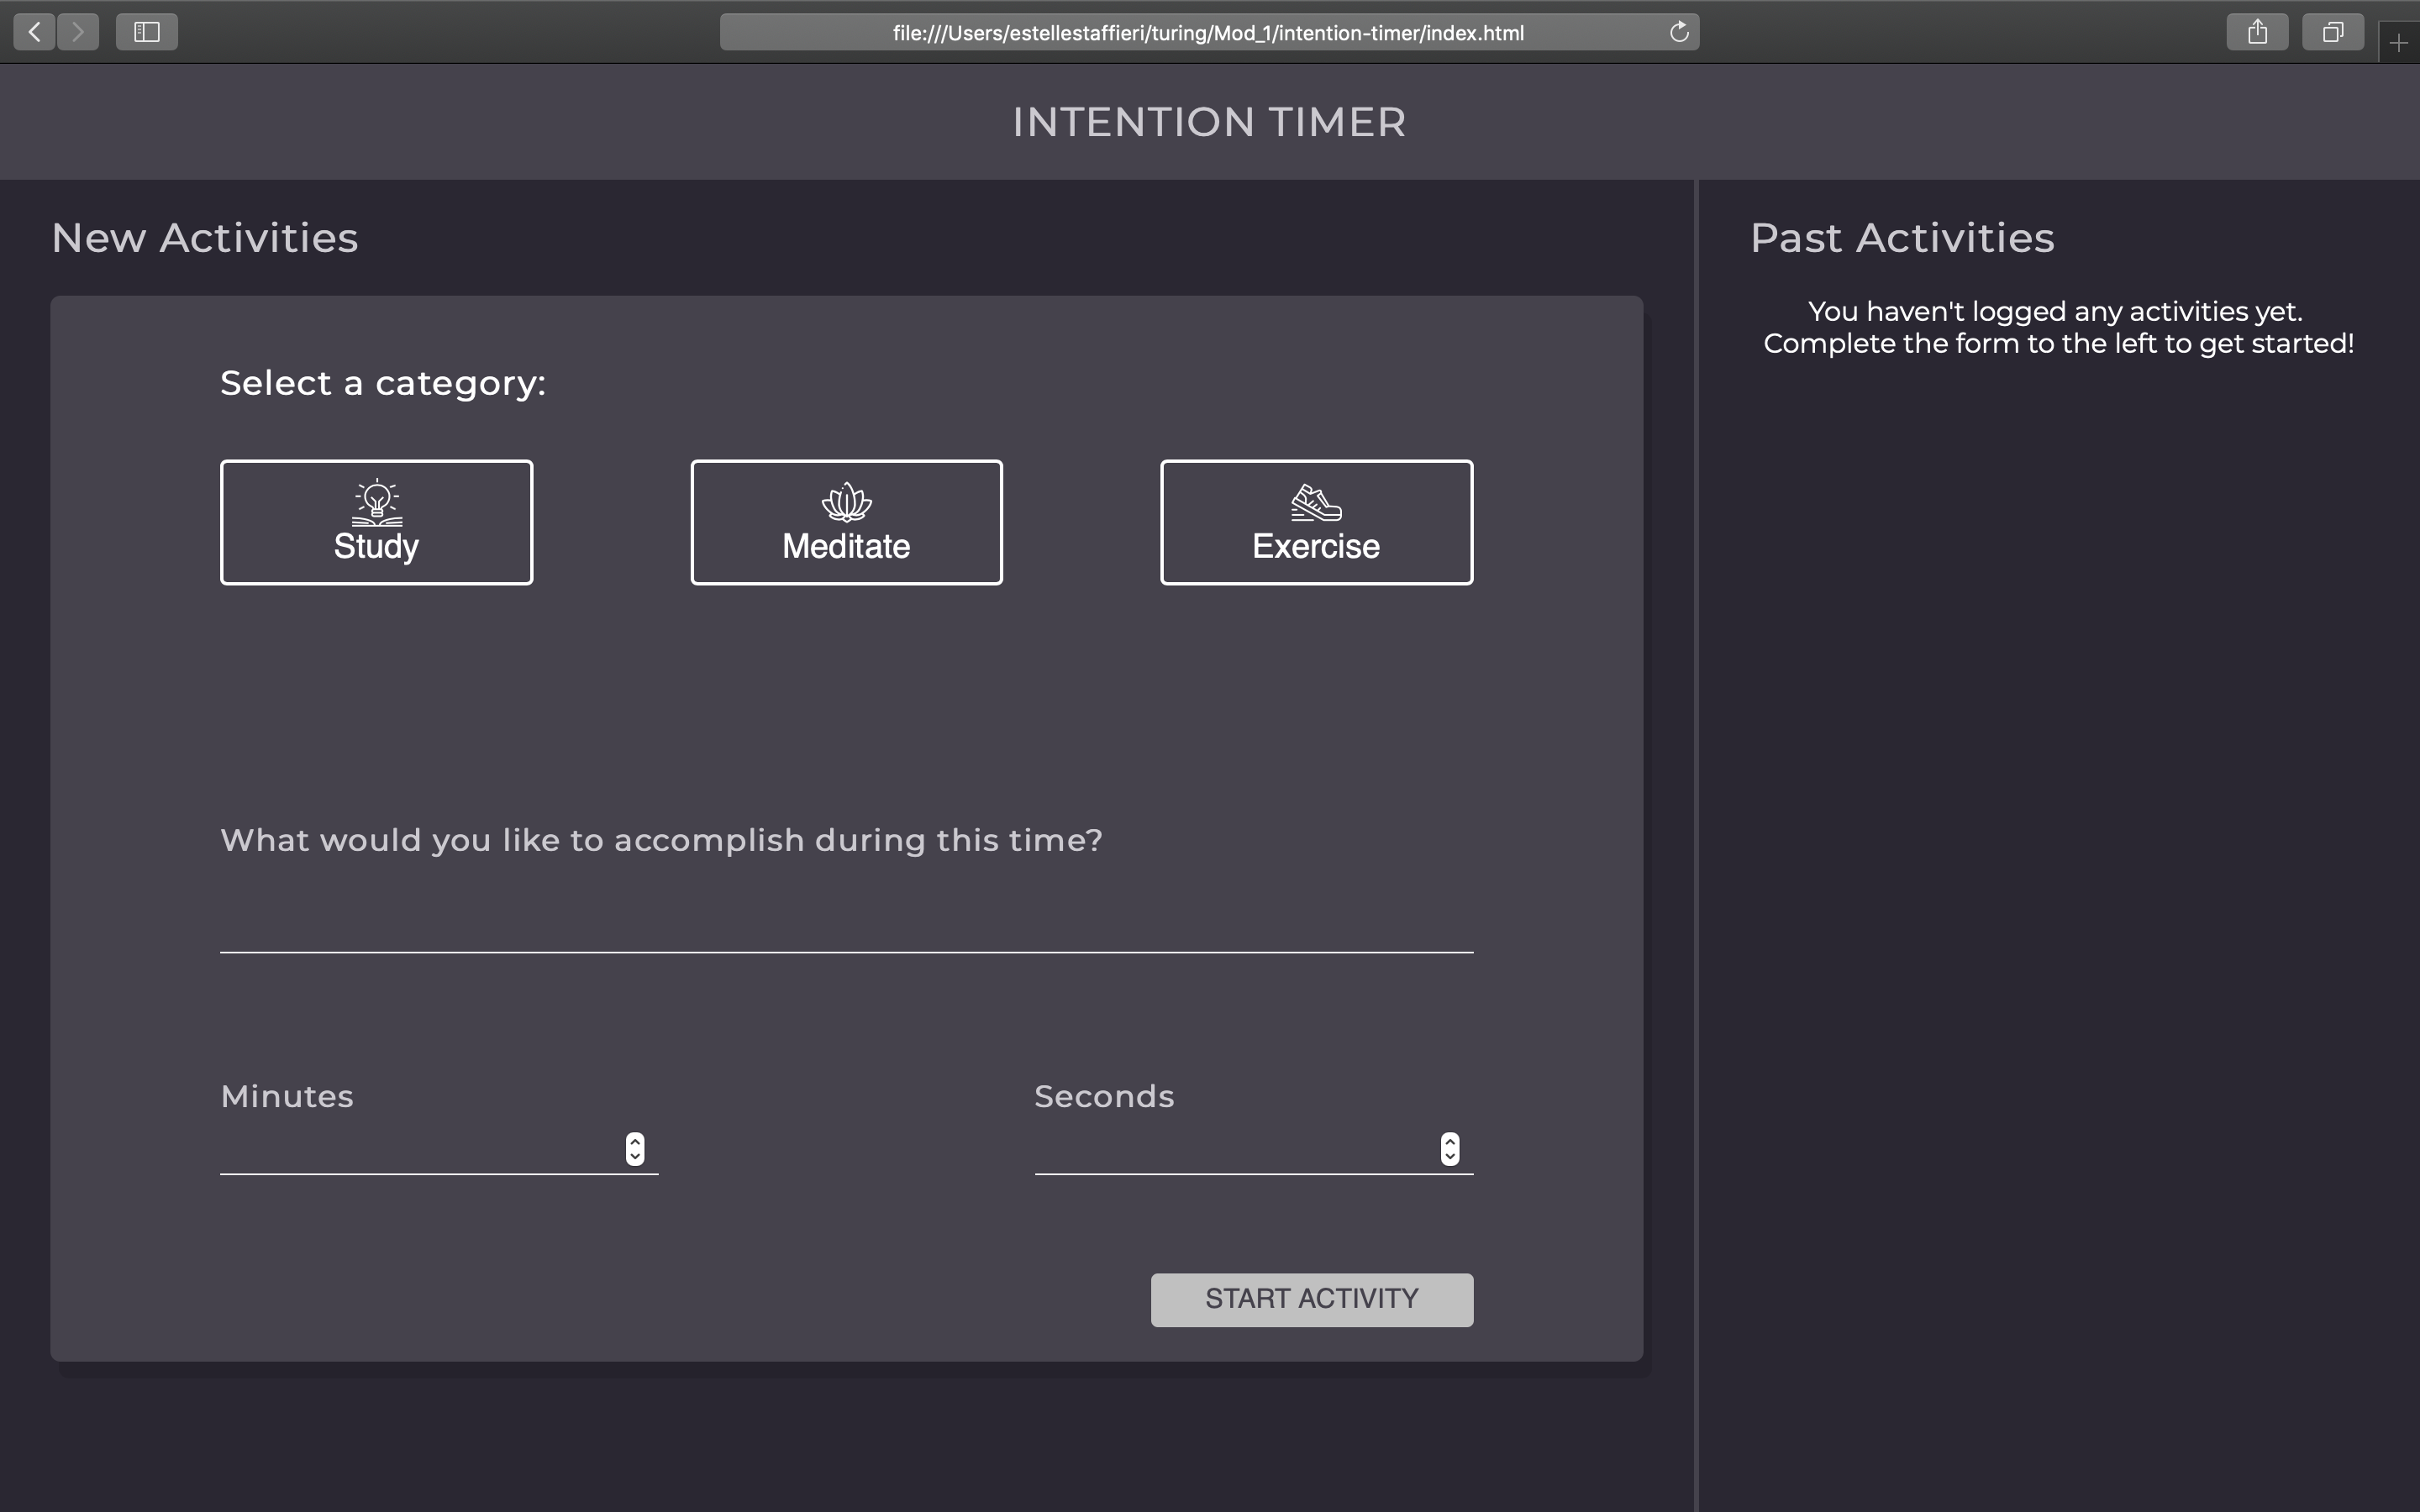 file:///Users/estellestaffieri/turing/Mod_1/intention-timer/index.html
INTENTION TIMER
New Activities
Select a category:
Study
Meditate
Exercise
What would you like to accomplish during this time?
Minutes
Seconds
START ACTIVITY
Past Activities
You haven't logged any activities yet.
Complete the form to the left to get started!